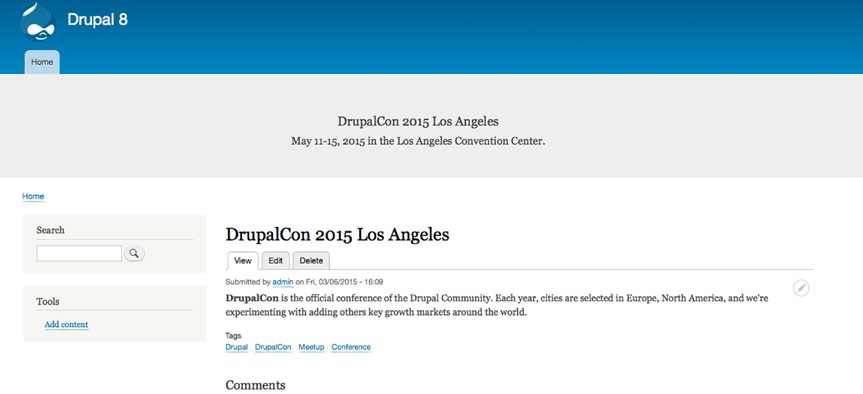 Drupal 8
Home
DrupalCon 2015 Los Angeles
May 11-15, 2015 in the Los Angeles Convention Center.
Home
Search
Tools
Add content
DrupalCon 2015 Los Angeles
View Edit Delete
Submitted by admin on Fri, 03/06/2015 - 16:09
DrupalCon is the official conference of the Drupal Community. Each year, cities are selected in Europe, North America, and we're
experimenting with adding others key growth markets around the world.
Tags
Drupal DrupalCon Meetup Conference
Comments